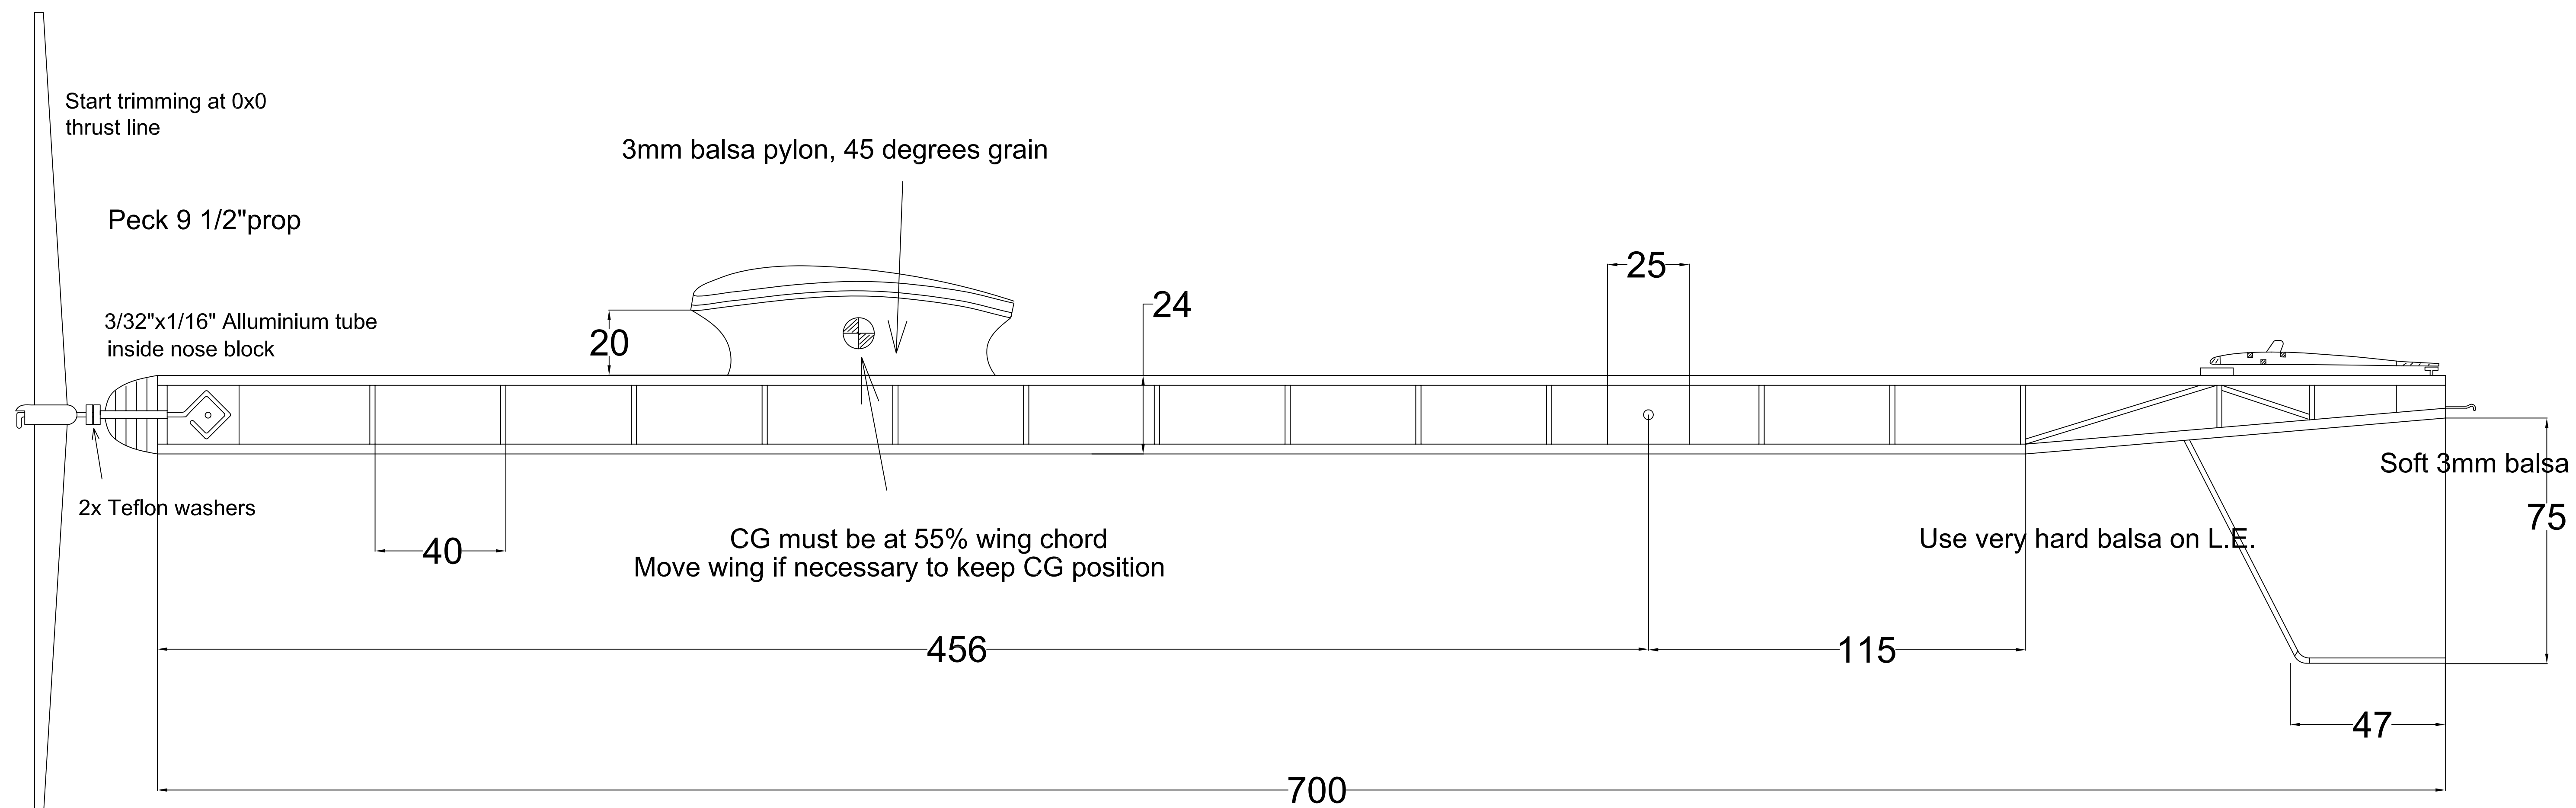 Start trimming at 0x0
thrust line
3mm balsa pylon, 45 degrees grain
Peck 9 1/2"prop
25
24
3/32"x1/16" Alluminium tube
inside nose block
20
Soft 3mm balsa
2x Teflon washers
75
40
CG must be at 55% wing chord
Move wing if necessary to keep CG position
Use very hard balsa on L.E.
456
115
47
700